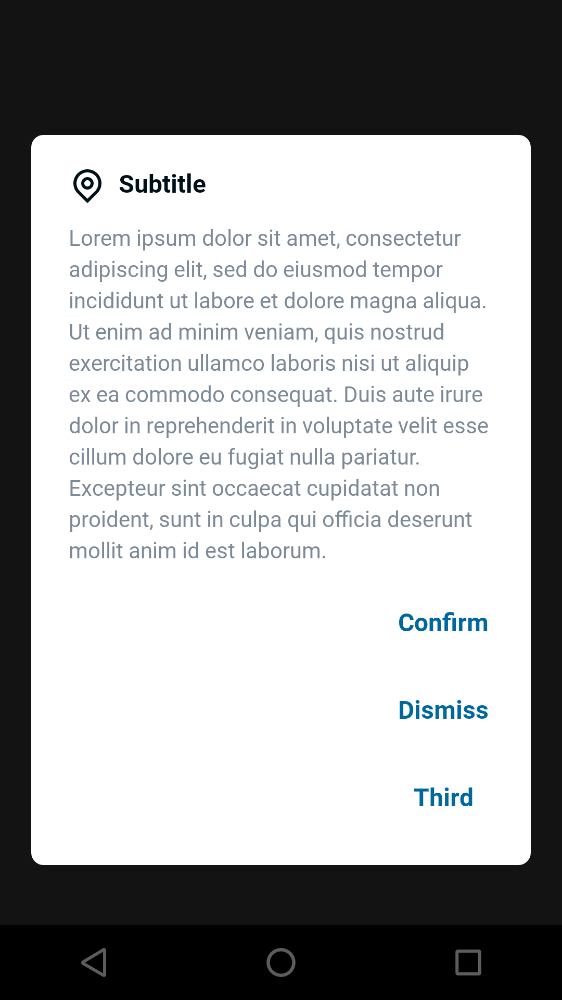 Subtitle
Lorem ipsum dolor sit amet, consectetur
adipiscing elit, sed do eiusmod tempor
incididunt ut labore et dolore magna aliqua.
Ut enim ad minim veniam, quis nostrud
exercitation ullamco laboris nisi ut aliquip
ex ea commodo consequat. Duis aute irure
dolor in reprehenderit in voluptate velit esse
cillum dolore eu fugiat nulla pariatur.
Excepteur sint occaecat cupidatat non
proident, sunt in culpa qui officia deserunt
mollit anim id est laborum.
Confirm
Dismiss
Third